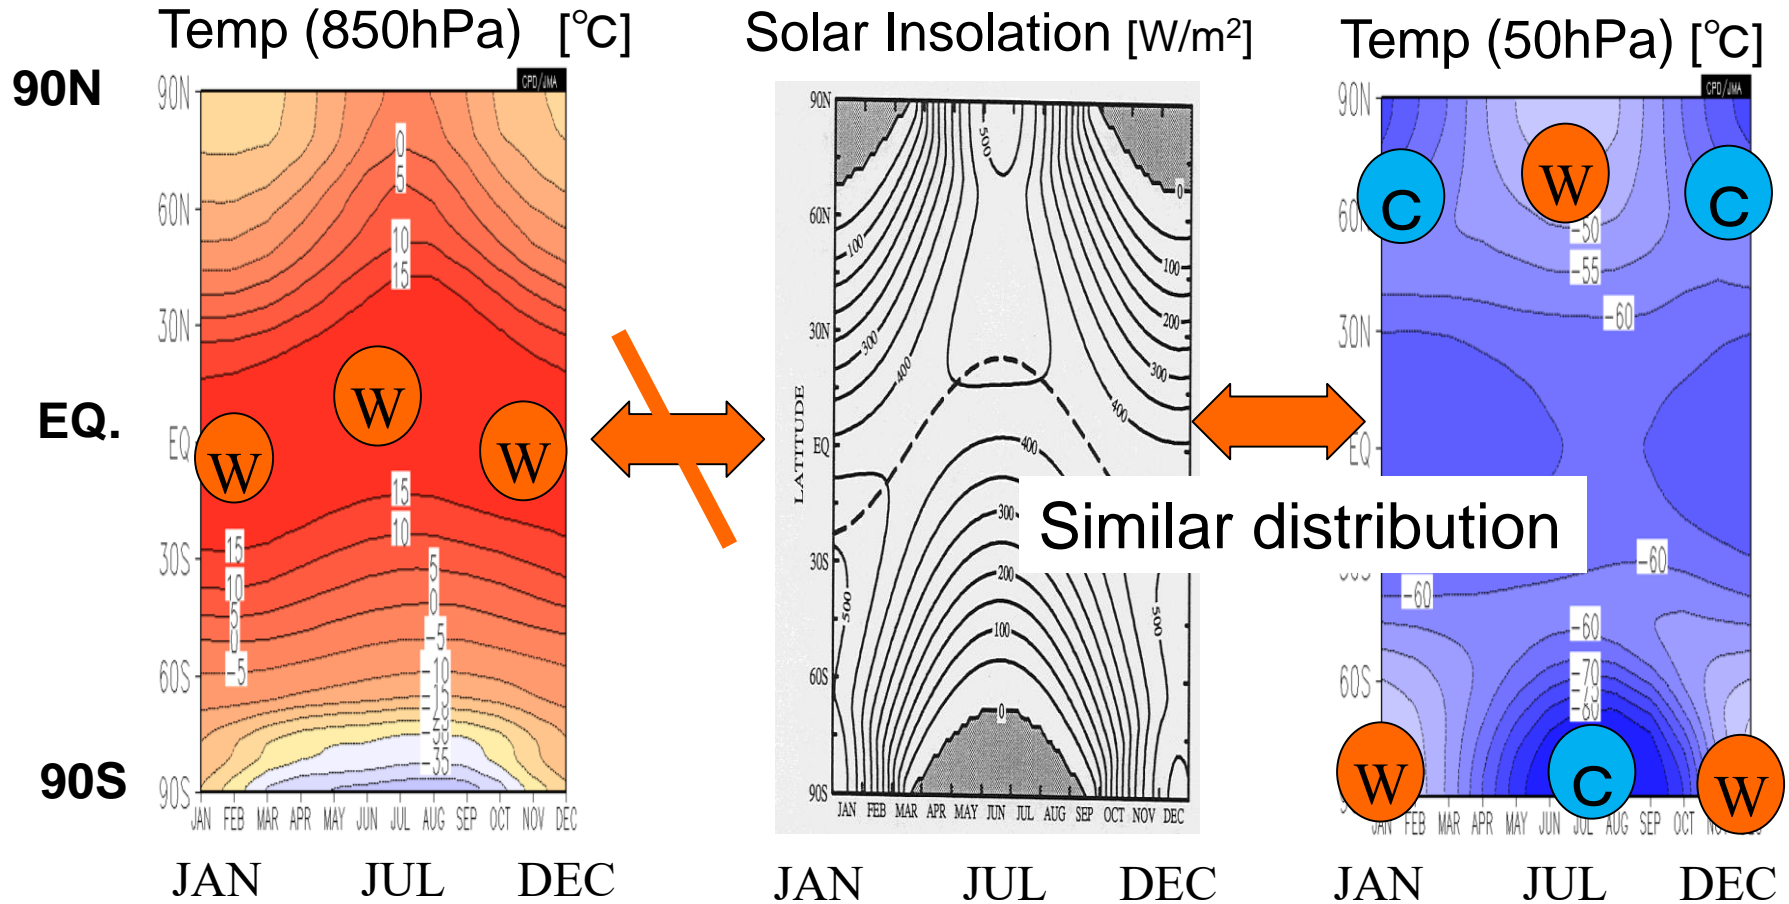 Temp (850hPa) [℃]
Solar Insolation [W/m²]
Temp (50hPa) [℃]
90N
EQ.
90S
CPD/JMA
90N
60N
30N
EQ
30S
60S
90S
0
5
10
15
15
10
5
0
-5
-10
-15
-35
15
10
5
0
-5
W
W
W
JAN FEB MAR APR MAY JUN JUL AUG SEP OCT NOV DEC
JAN JUL DEC
LATITUDE
90N
60N
30N
EQ
30S
60S
90S
500
0
100
100
200
300
300
400
400
400
300
200
100
0
500
500
JAN FEB MAR APR MAY JUN JUL AUG SEP OCT NOV DEC
JAN JUL DEC
Similar distribution
CPD/JMA
90N
30N
EQ
60S
C
W
C
-50
-55
-60
-60
-60
-60
-70
-75
-80
W
C
W
FEB MAR APR MAY JUN JUL AUG SEP OCT
JAN JUL DEC